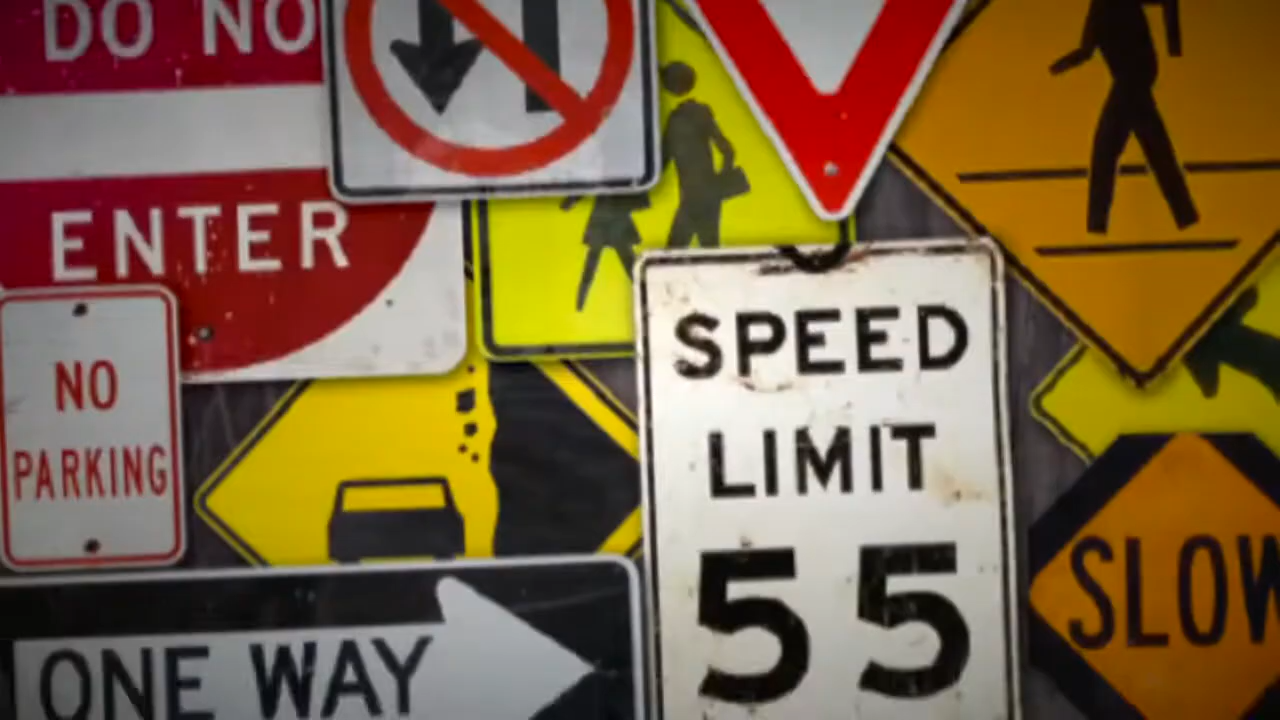 DO NO
ENTER
NO
PARKING
SPEED
LIMIT
55
ONE WAY
SLOW